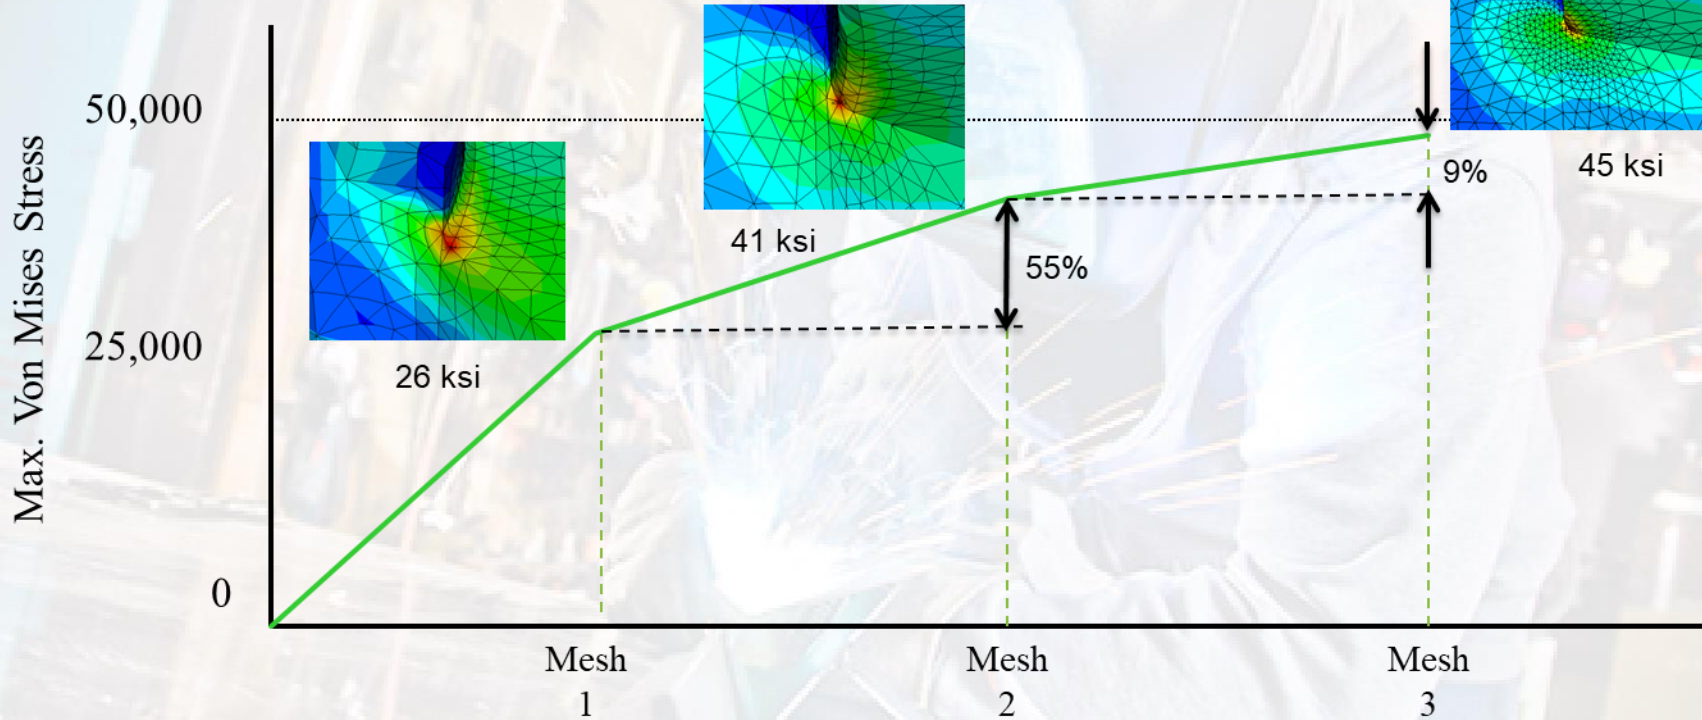 Max. Von Mises Stress
50,000
25,000
0
26 ksi
41 ksi
55%
9%
45 ksi
Mesh
1
Mesh
2
Mesh
3